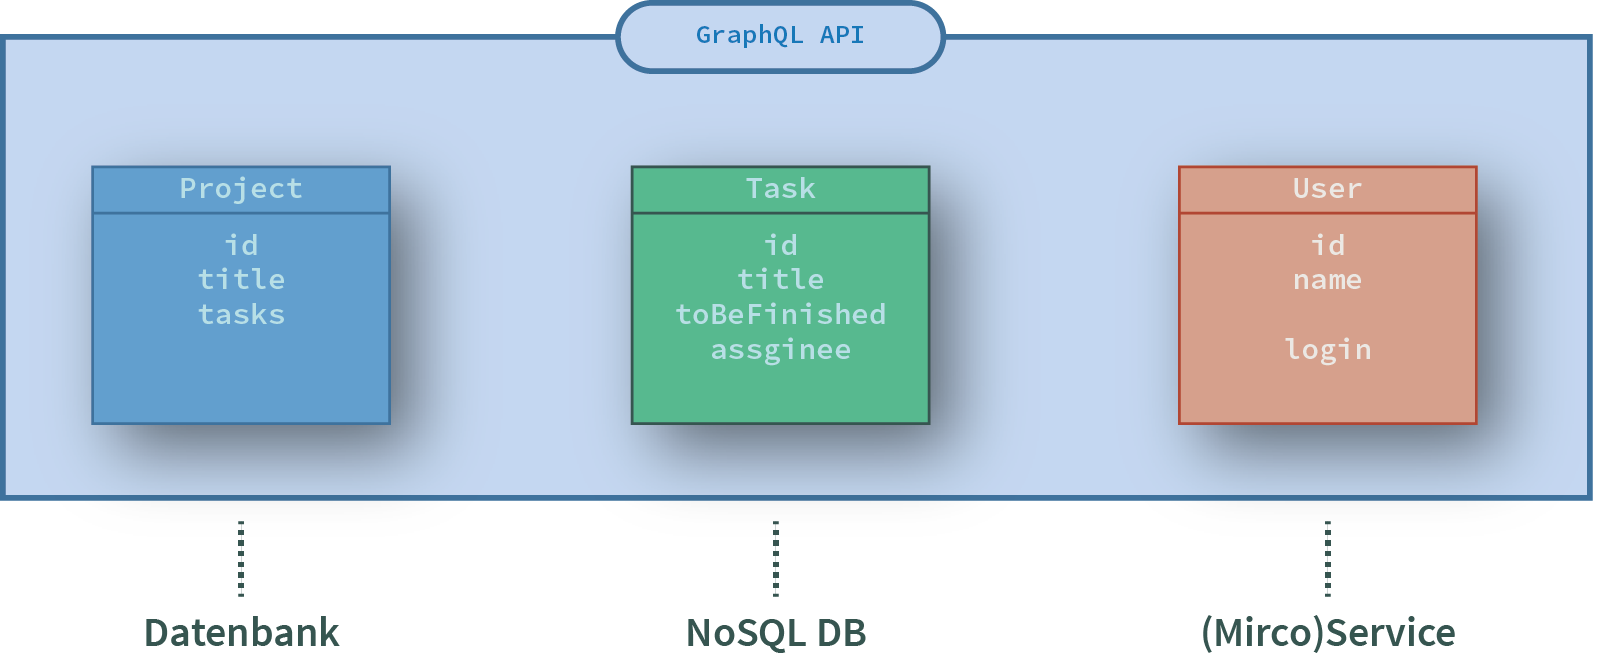 GraphQL API
Project
id
title
tasks
Task
id
title
toBeFinished
assginee
User
id
name
login
Datenbank
NoSQL DB
(Mirco)Service